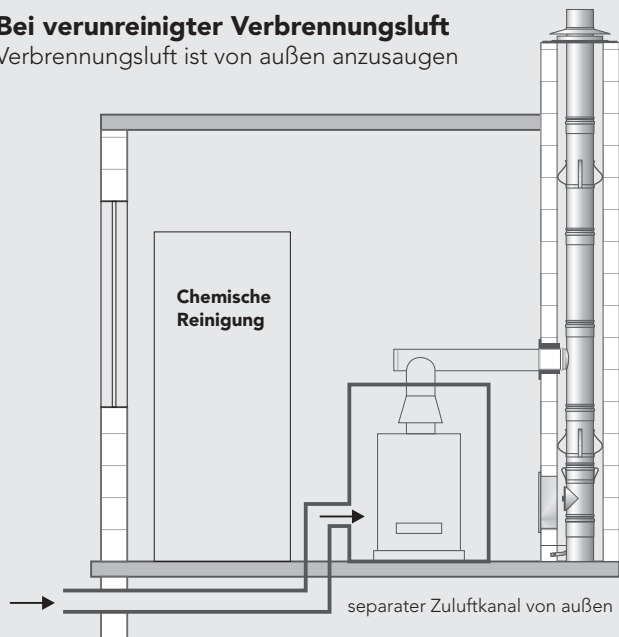 Bei verunreinigter Verbrennungsluft
Verbrennungsluft ist von außen anzusaugen
Chemische
Reinigung
separater Zuluftkanal von außen